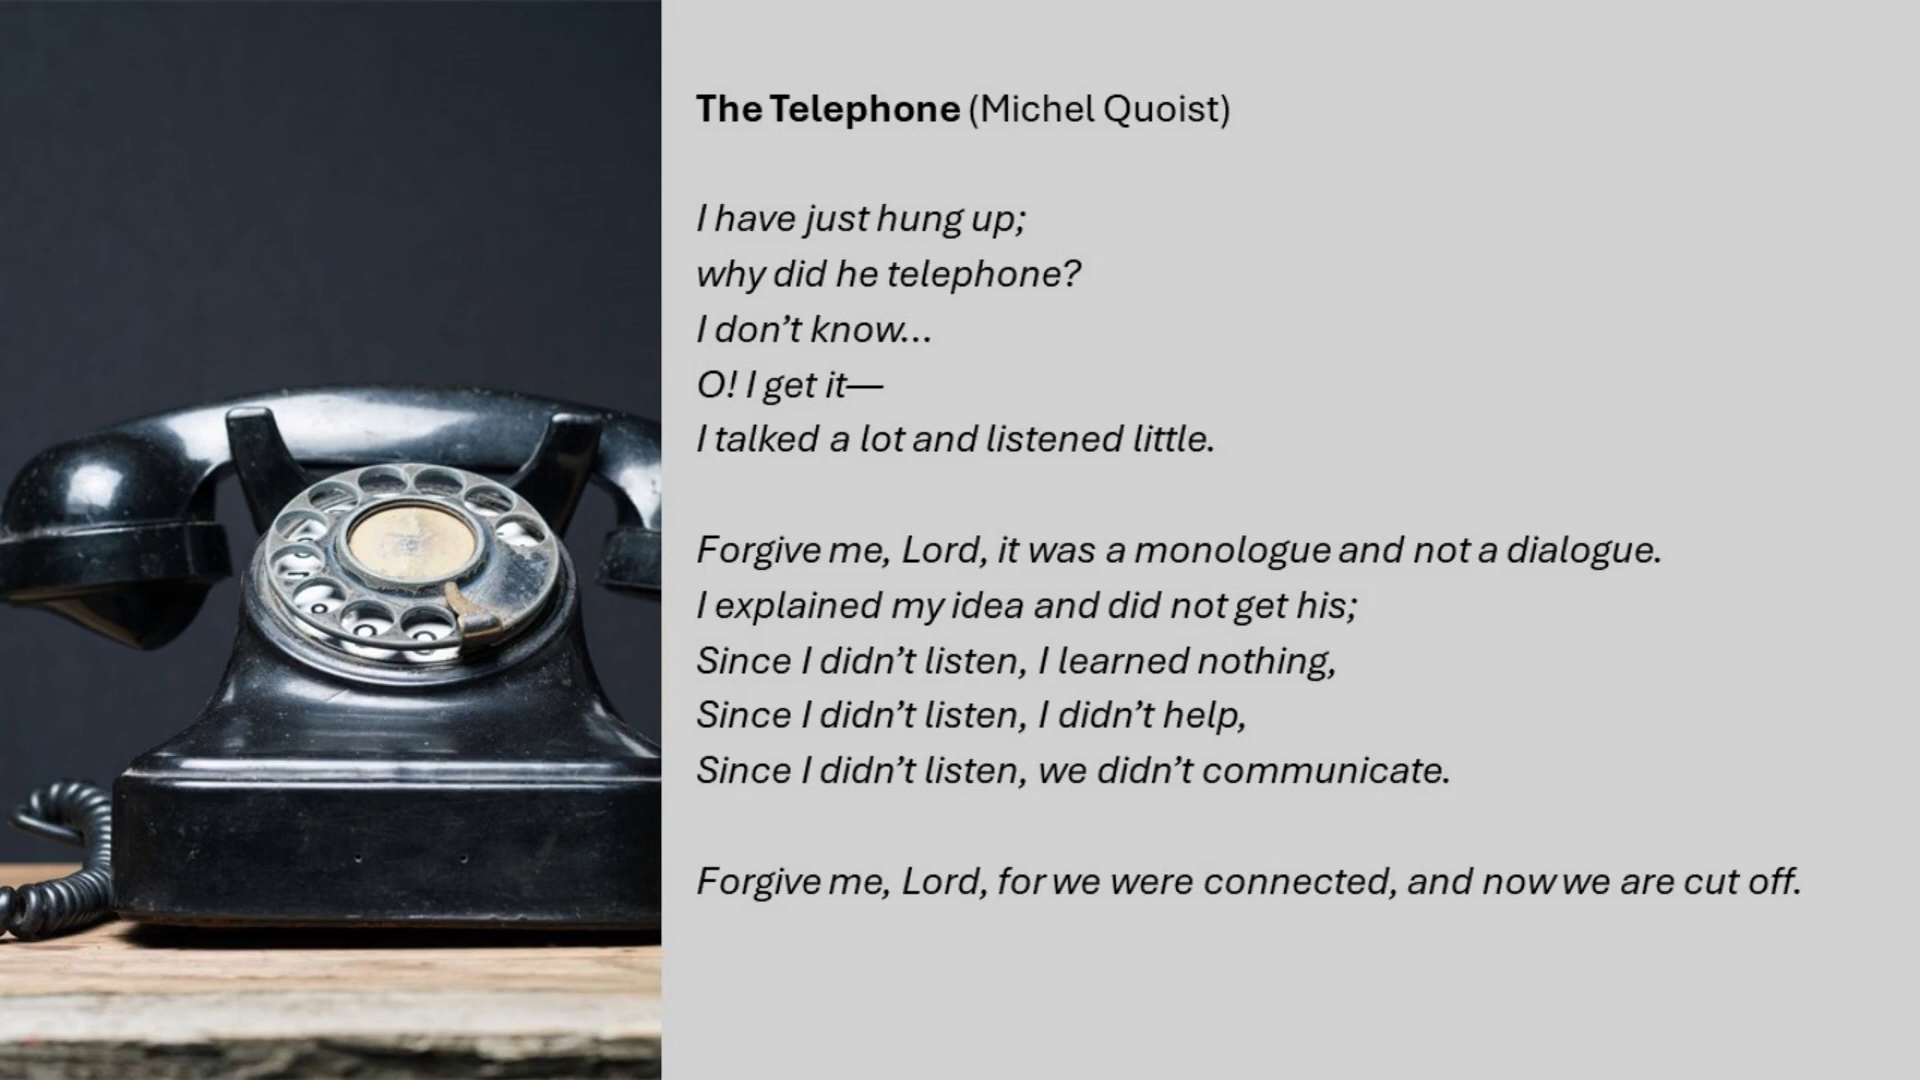 The Telephone (Michel Quoist)
I have just hung up;
why did he telephone?
I don’t know…
O! I get it—
I talked a lot and listened little.
Forgive me, Lord, it was a monologue and not a dialogue.
I explained my idea and did not get his;
Since I didn’t listen, I learned nothing,
Since I didn’t listen, I didn’t help,
Since I didn’t listen, we didn’t communicate.
Forgive me, Lord, for we were connected, and now we are cut off.